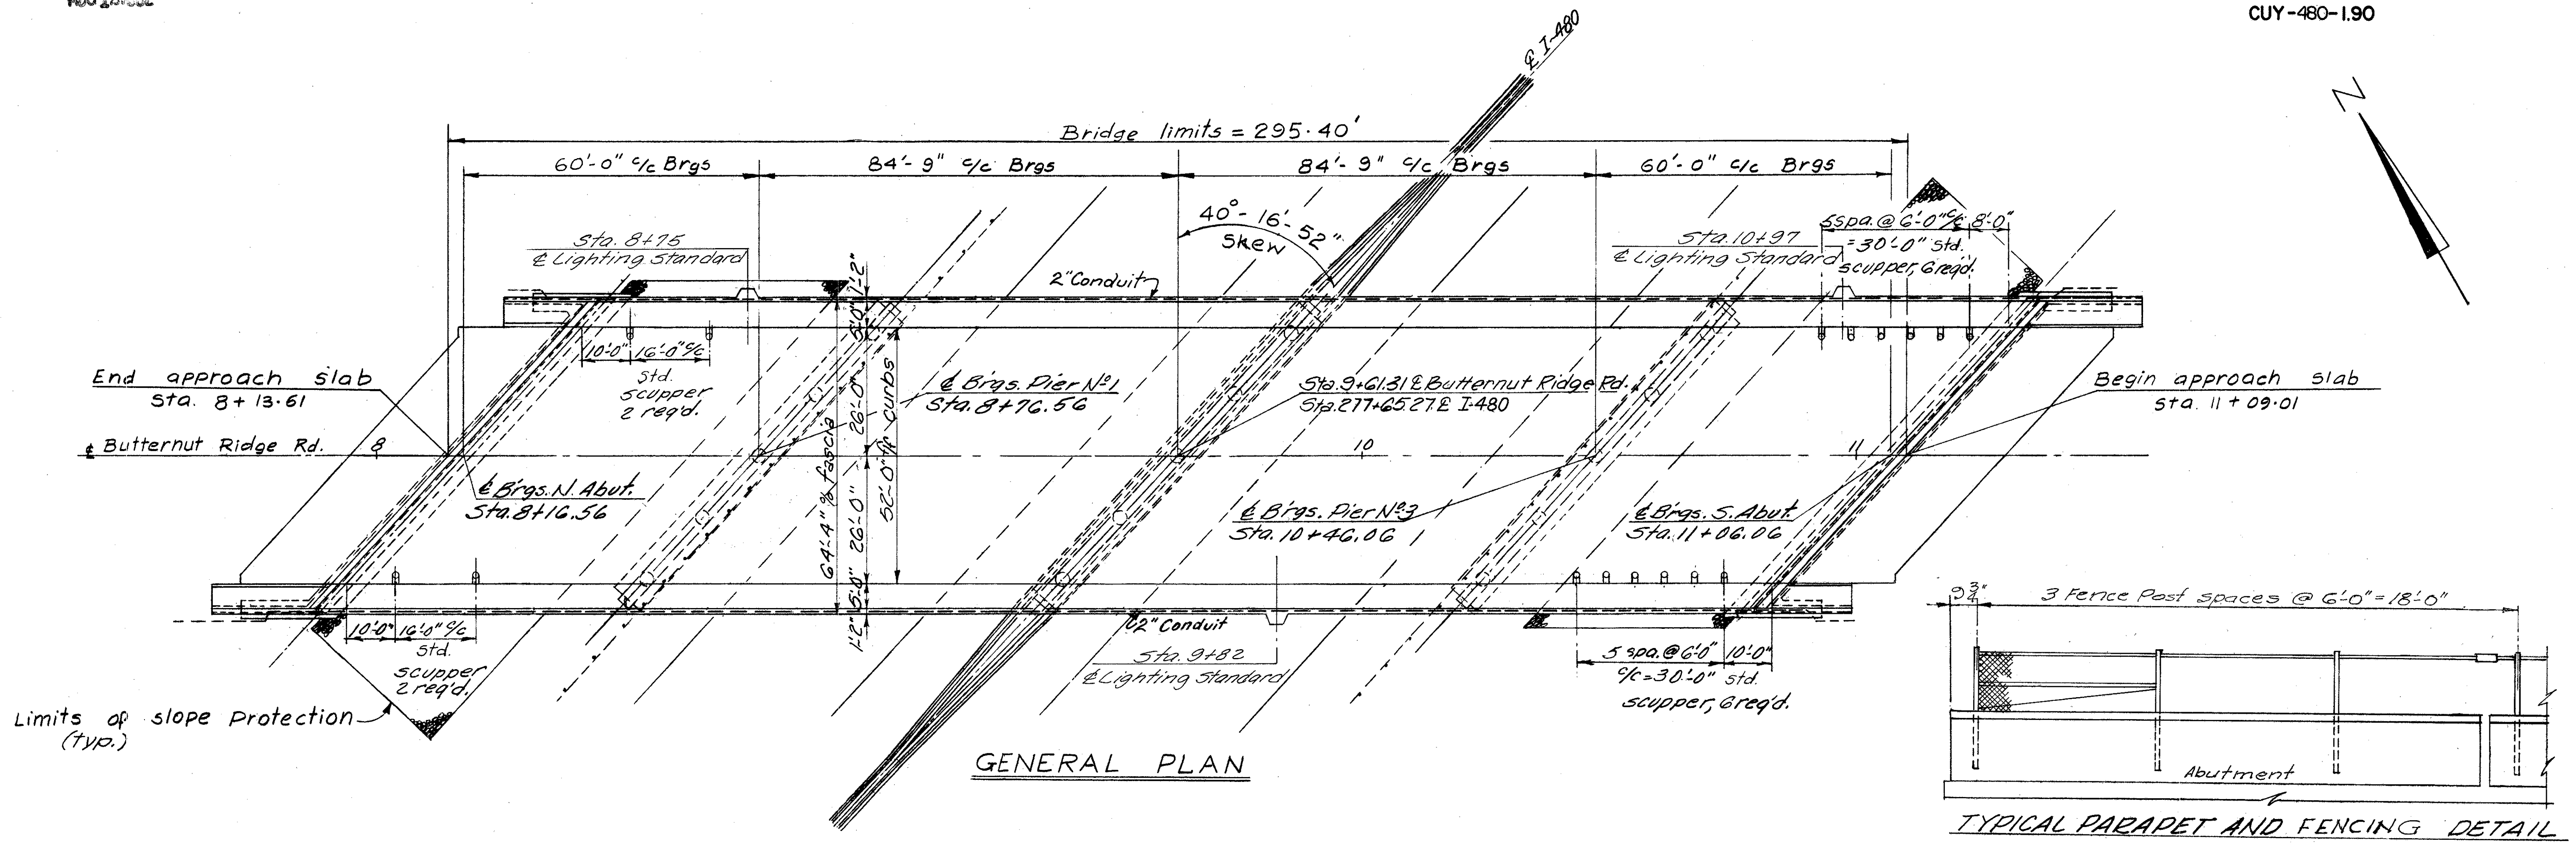 CUY-480-1.90
℄ I-480
N
Bridge limits = 295.40'
60'-0" c/c Brgs
84'-9" c/c Brgs
84'-9" c/c Brgs
60'-0" c/c Brgs
40°-16'-52"
Skew
Sta. 8+75
℄ Lighting Standard
Sta. 10+97
℄ Lighting Standard
5 spa. @ 6'-0" c/c 8'-0"
= 30'-0" std.
scupper, 6 req'd.
2" Conduit
1'-2"
5'-0"
10'-0" 16'-0" c/c
std.
scupper
2 req'd.
End approach slab
Sta. 8 + 13.61
℄ Brgs. Pier Nº1
Sta. 8+76.56
Sta. 9+61.31 ℄ Butternut Ridge Rd.
Sta. 277+65.27 ℄ I-480
Begin approach slab
Sta. 11 + 09.01
℄ Butternut Ridge Rd.
8
10
11
26'-0"
26'-0"
52'-0" f/f curbs
64'-4" o/o fascia
5'-0"
1'-2"
℄ Brgs. N. Abut.
Sta. 8+16.56
℄ Brgs. Pier Nº3
Sta. 10+46.06
℄ Brgs. S. Abut.
Sta. 11+06.06
10'-0" 16'-0" c/c
std.
scupper
2 req'd.
2" Conduit
Sta. 9+82
℄ Lighting Standard
5 spa. @ 6'-0" 10'-0"
c/c = 30'-0" std.
scupper, 6 req'd.
Limits of slope Protection
(typ.)
GENERAL PLAN
9 3/4"
3 Fence Post spaces @ 6'-0" = 18'-0"
Abutment
TYPICAL PARAPET AND FENCING DETAIL